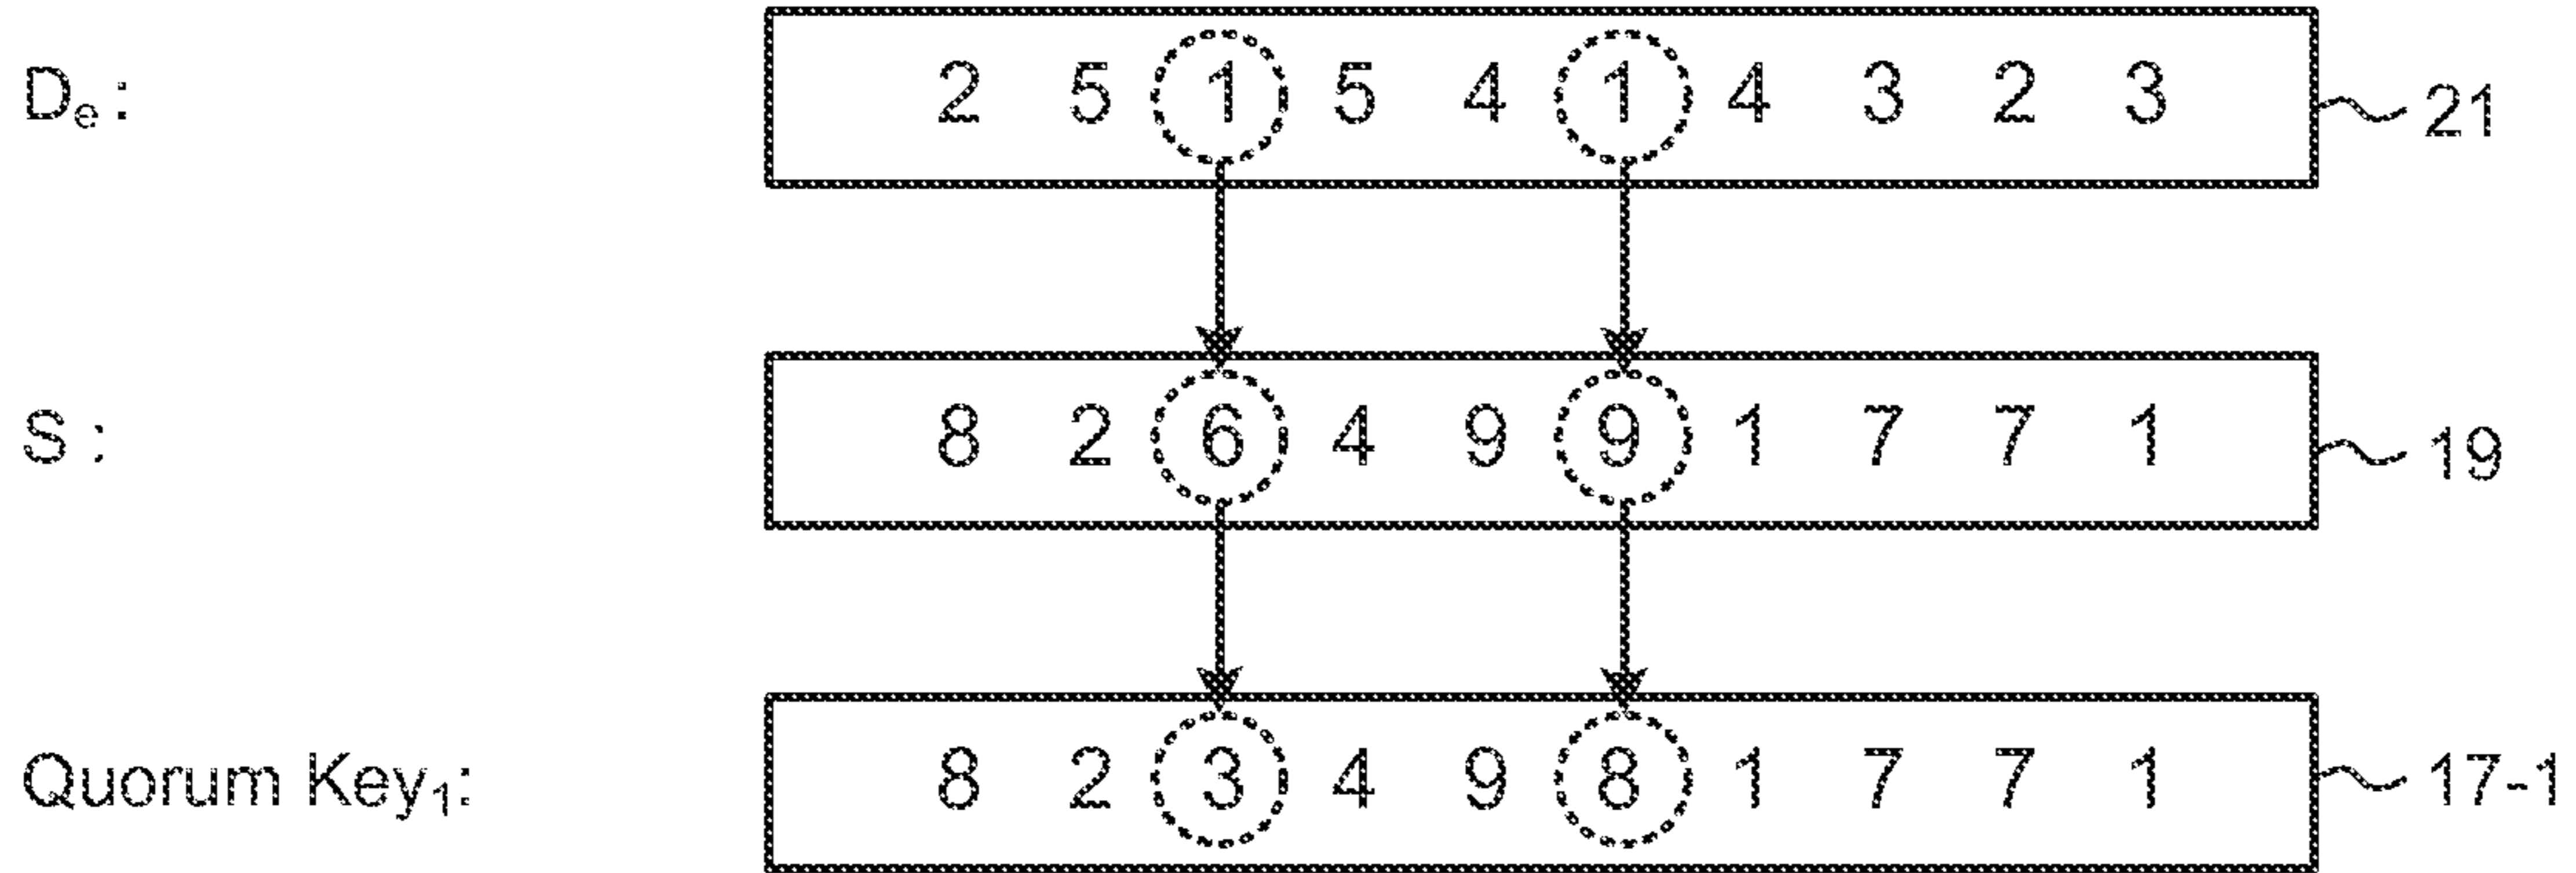 Dₑ : 2 5 1 5 4 1 4 3 2 3 21
S : 8 2 6 4 9 9 1 7 7 1 19
Quorum Key₁: 8 2 3 4 9 8 1 7 7 1 17-1